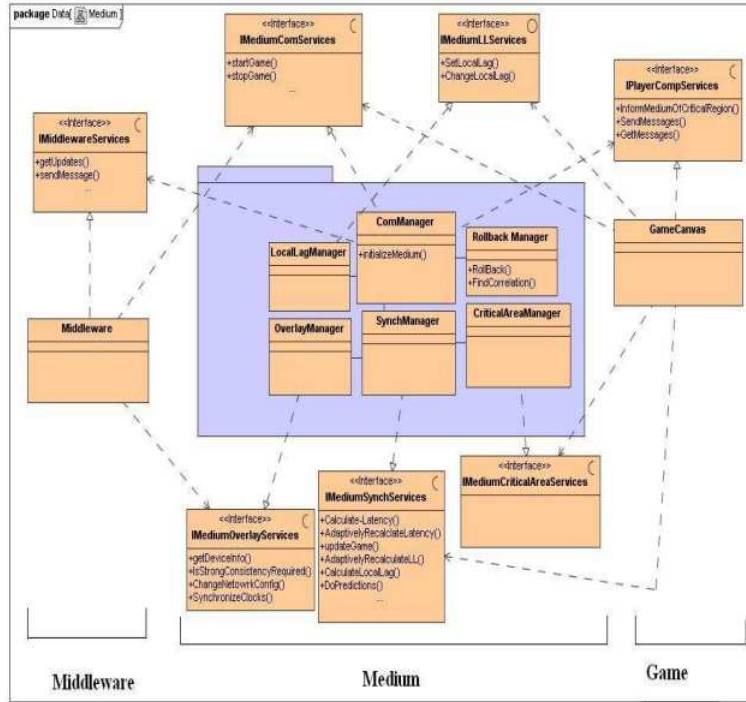 package Data[ Medium ]
<<Interface>>
IMediumComServices
+startGame()
+stopGame()
...
<<Interface>>
IMediumLLServices
+SetLocalLag()
+ChangeLocalLag()
<<Interface>>
IPlayerCompServices
+InformMediumOfCriticalRegion()
+SendMessages()
+GetMessages()
<<Interface>>
IMiddlewareServices
+getUpdates()
+sendMessage()
...
ComManager
+initializeMedium()
LocalLagManager
Rollback Manager
+RollBack()
+FindCorrelation()
GameCanvas
Middleware
OverlayManager
SynchManager
CriticalAreaManager
<<Interface>>
IMediumOverlayServices
+getDeviceInfo()
+IsStrongConsistencyRequired()
+ChangeNetowrkConfig()
+SynchronizeClocks()
<<Interface>>
IMediumSynchServices
+Calculate-Latency()
+AdaptivelyRecalclateLatency()
+updateGame()
+AdaptivelyRecalculateLL()
+CalculateLocalLag()
+DoPredictions()
...
<<Interface>>
IMediumCriticalAreaServices
Middleware
Medium
Game